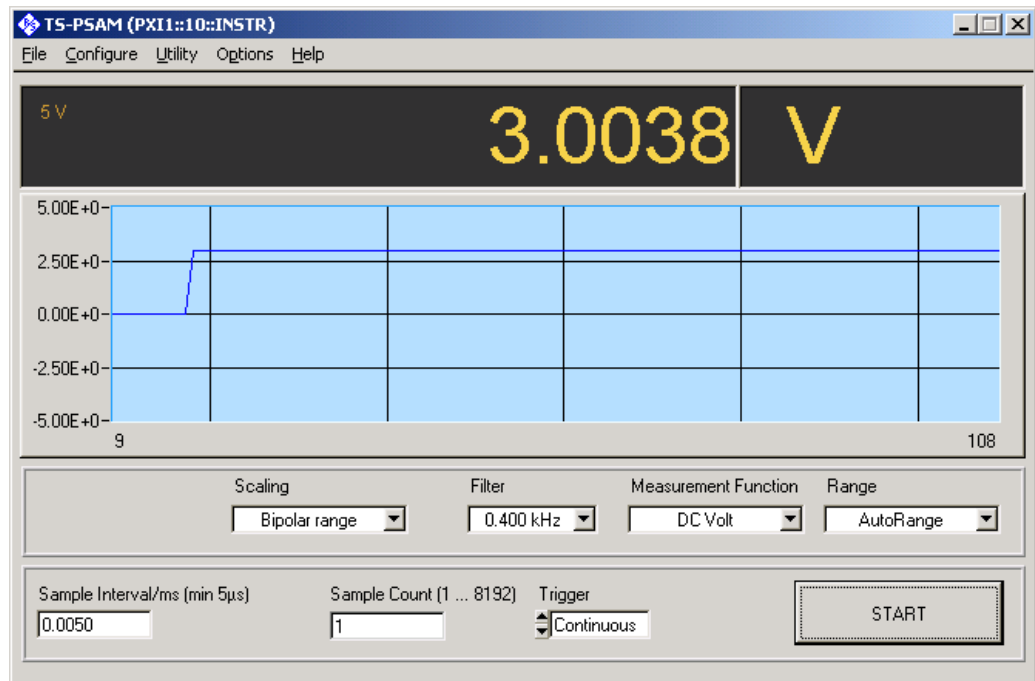 TS-PSAM (PXI1::10::INSTR)
File Configure Utility Options Help
5 V
3.0038 V
5.00E+0
2.50E+0
0.00E+0
-2.50E+0
-5.00E+0
9 108
Scaling Filter Measurement Function Range
Bipolar range 0.400 kHz DC Volt AutoRange
Sample Interval/ms (min 5µs) Sample Count (1 ... 8192) Trigger
0.0050 1 Continuous
START